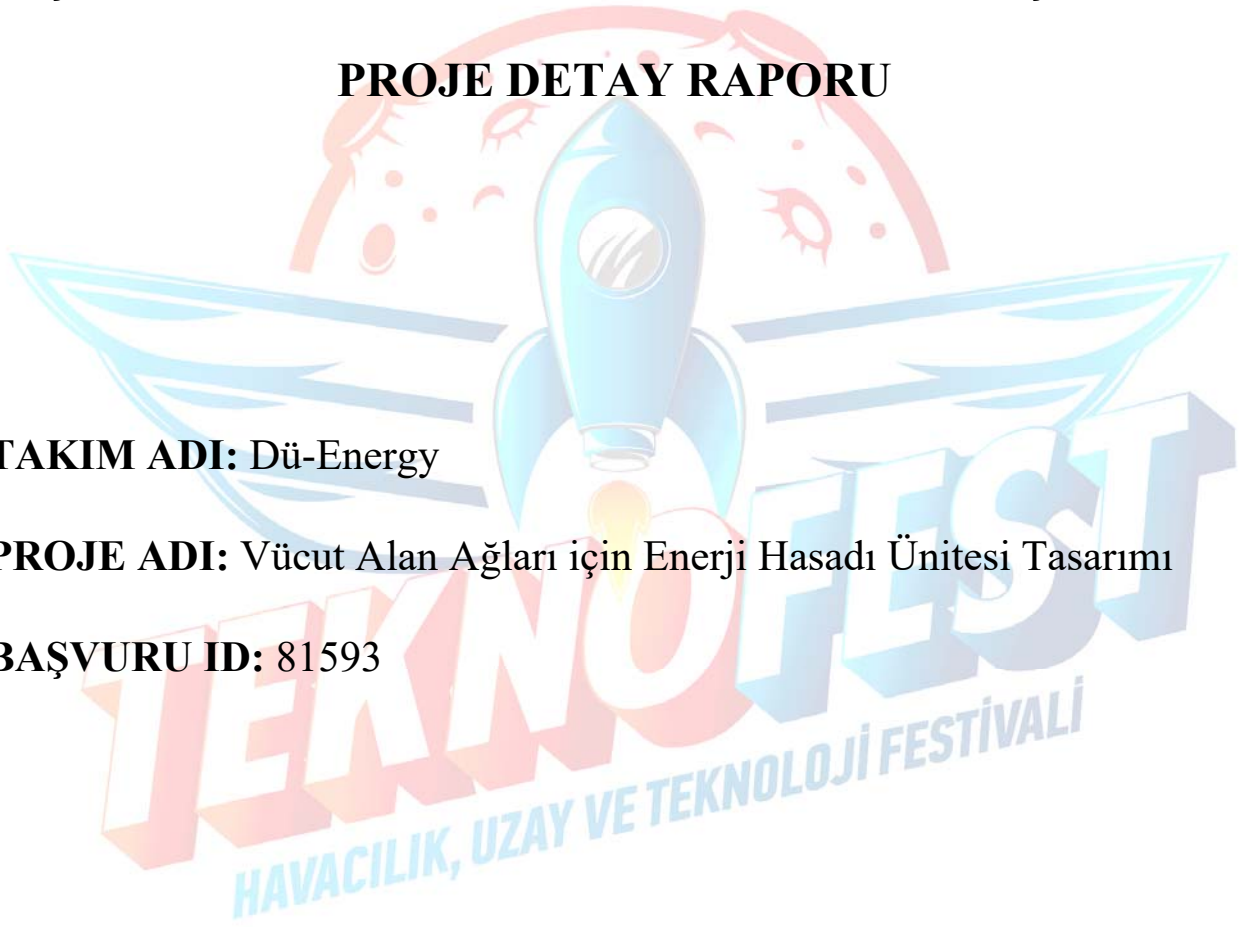 PROJE DETAY RAPORU
TAKIM ADI: Dü-Energy
PROJE ADI: Vücut Alan Ağları için Enerji Hasadı Ünitesi Tasarımı
BAŞVURU ID: 81593
TEKNOFEST
HAVACILIK, UZAY VE TEKNOLOJİ FESTİVALİ